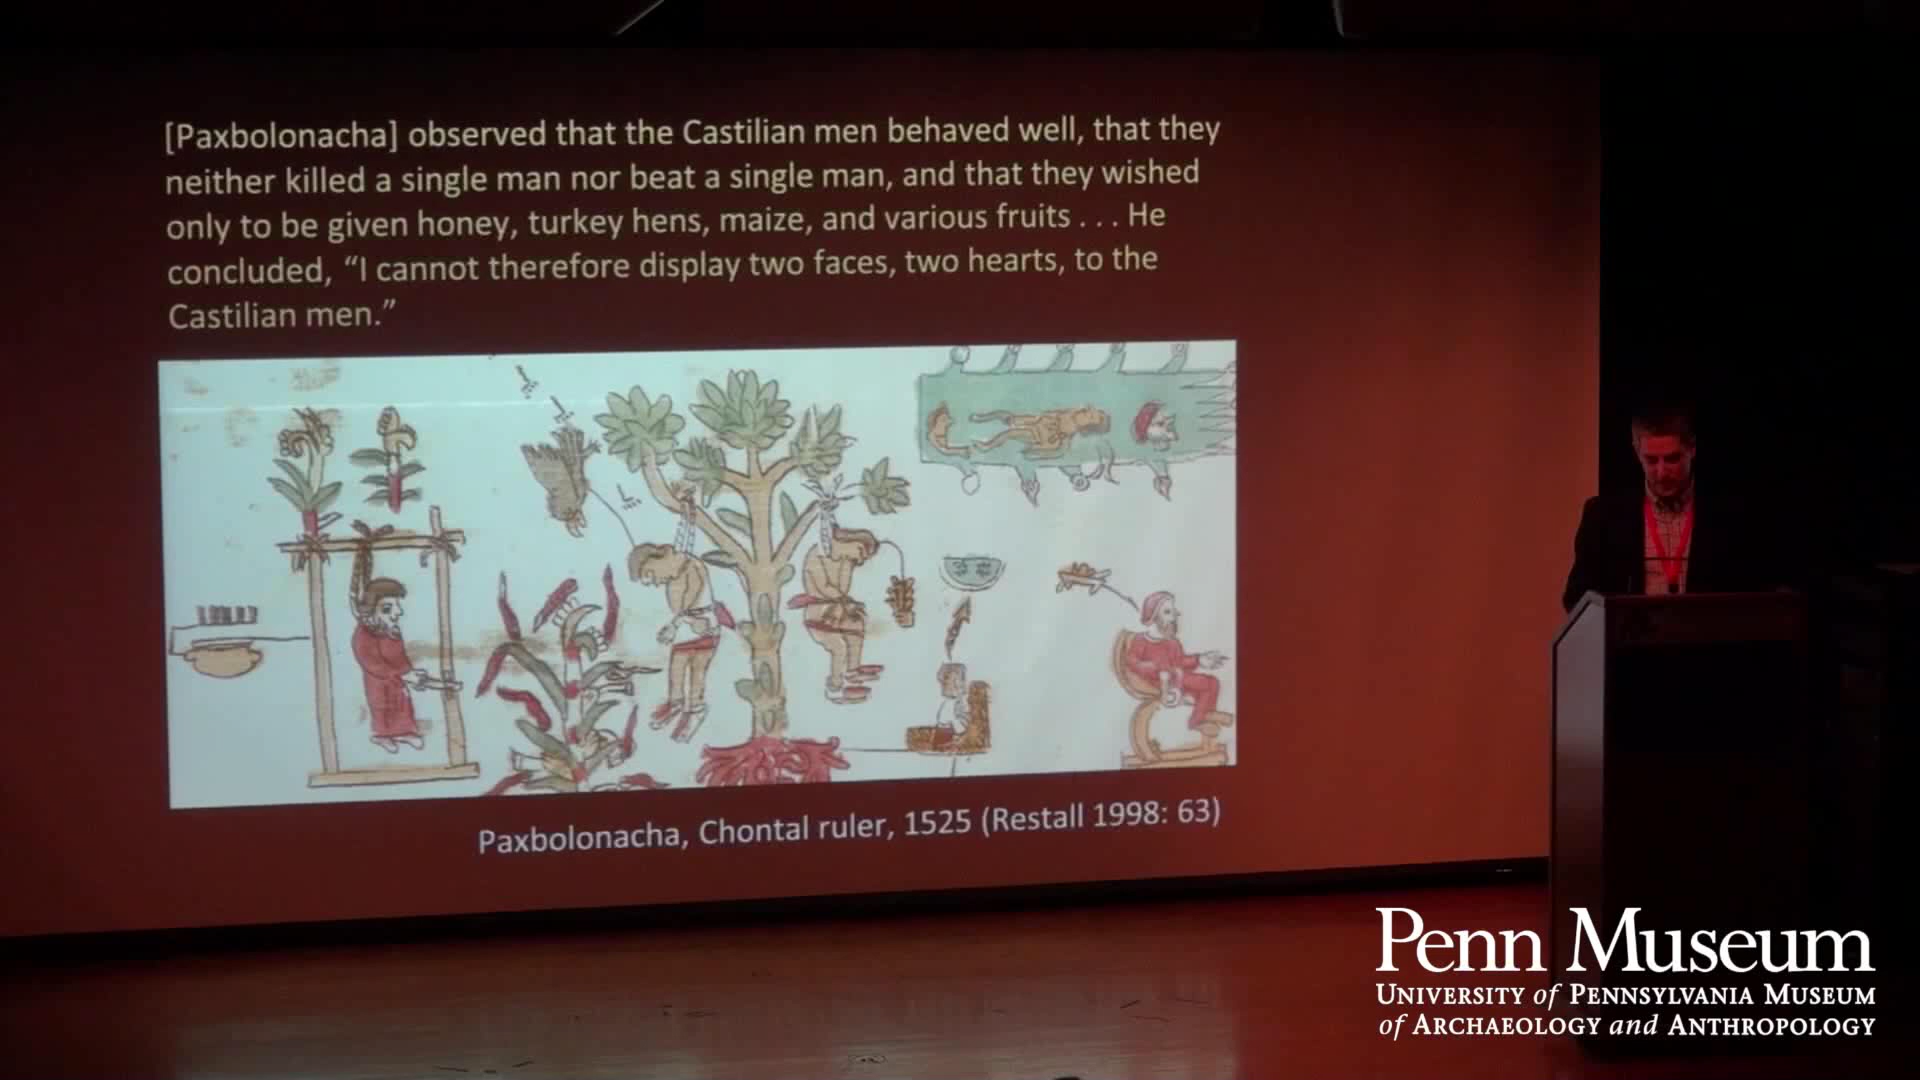 [Paxbolonacha] observed that the Castilian men behaved well, that they
neither killed a single man nor beat a single man, and that they wished
only to be given honey, turkey hens, maize, and various fruits . . . He
concluded, “I cannot therefore display two faces, two hearts, to the
Castilian men.”
Paxbolonacha, Chontal ruler, 1525 (Restall 1998: 63)
Penn Museum
UNIVERSITY of PENNSYLVANIA MUSEUM
of ARCHAEOLOGY and ANTHROPOLOGY